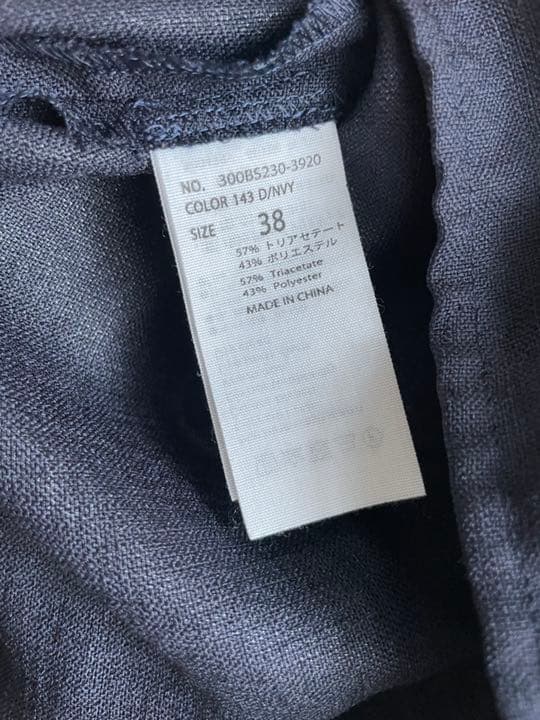 NO. 300BS230-3920
COLOR 143 D/NVY
SIZE 38
57% トリアセテート
43% ポリエステル
57% Triacetate
43% Polyester
MADE IN CHINA